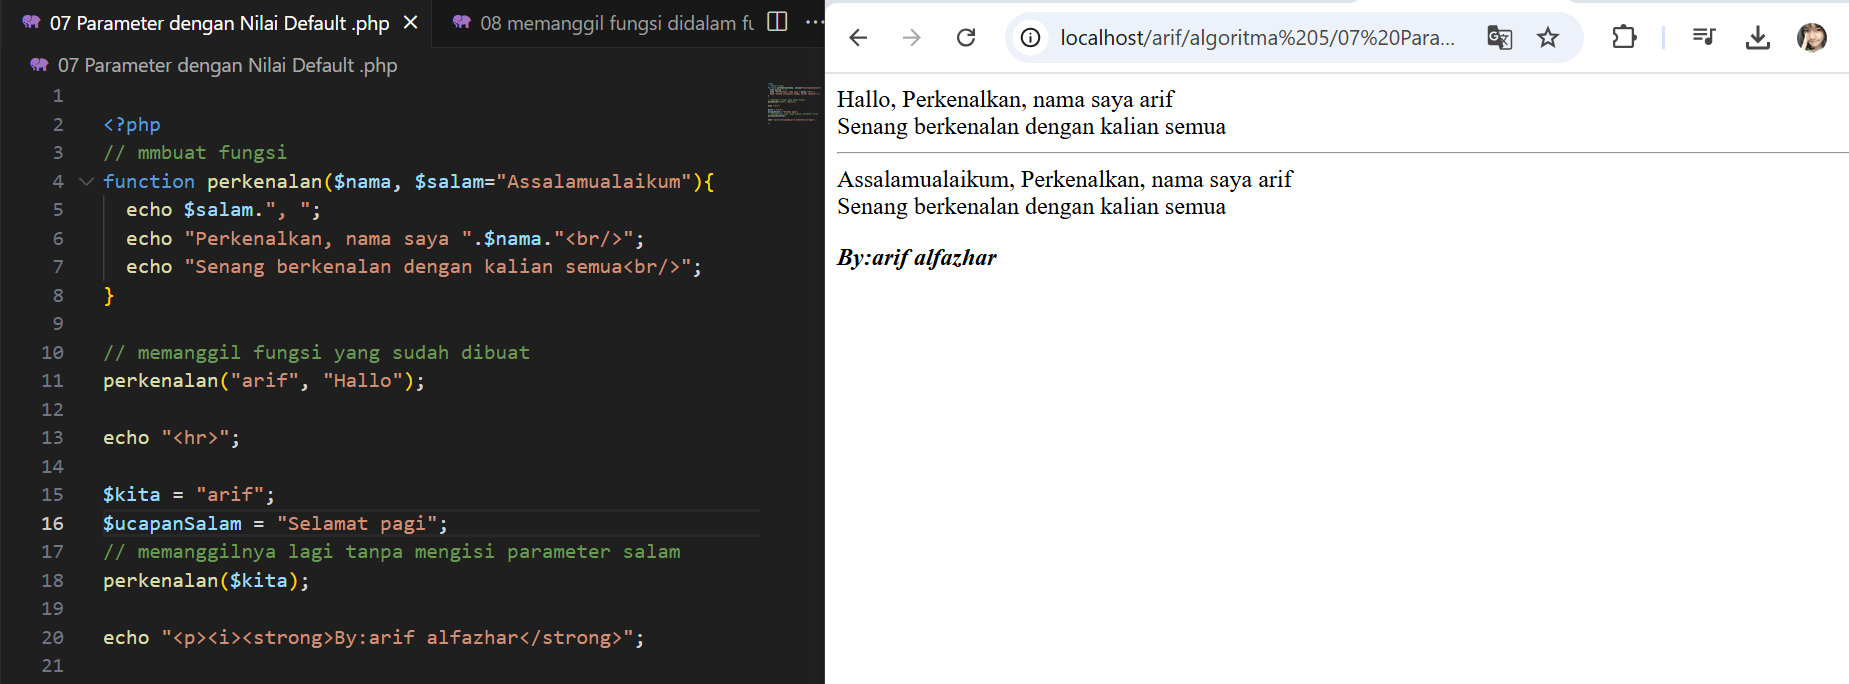 07 Parameter dengan Nilai Default .php
08 memanggil fungsi didalam fu
07 Parameter dengan Nilai Default .php
1
2 <?php
3 // mmbuat fungsi
4 function perkenalan($nama, $salam="Assalamualaikum"){
5 echo $salam.", ";
6 echo "Perkenalkan, nama saya ".$nama."<br/>";
7 echo "Senang berkenalan dengan kalian semua<br/>";
8 }
9
10 // memanggil fungsi yang sudah dibuat
11 perkenalan("arif", "Hallo");
12
13 echo "<hr>";
14
15 $kita = "arif";
16 $ucapanSalam = "Selamat pagi";
17 // memanggilnya lagi tanpa mengisi parameter salam
18 perkenalan($kita);
19
20 echo "<p><i><strong>By:arif alfazhar</strong>";
21
localhost/arif/algoritma%205/07%20Para...
Hallo, Perkenalkan, nama saya arif
Senang berkenalan dengan kalian semua
Assalamualaikum, Perkenalkan, nama saya arif
Senang berkenalan dengan kalian semua
By:arif alfazhar